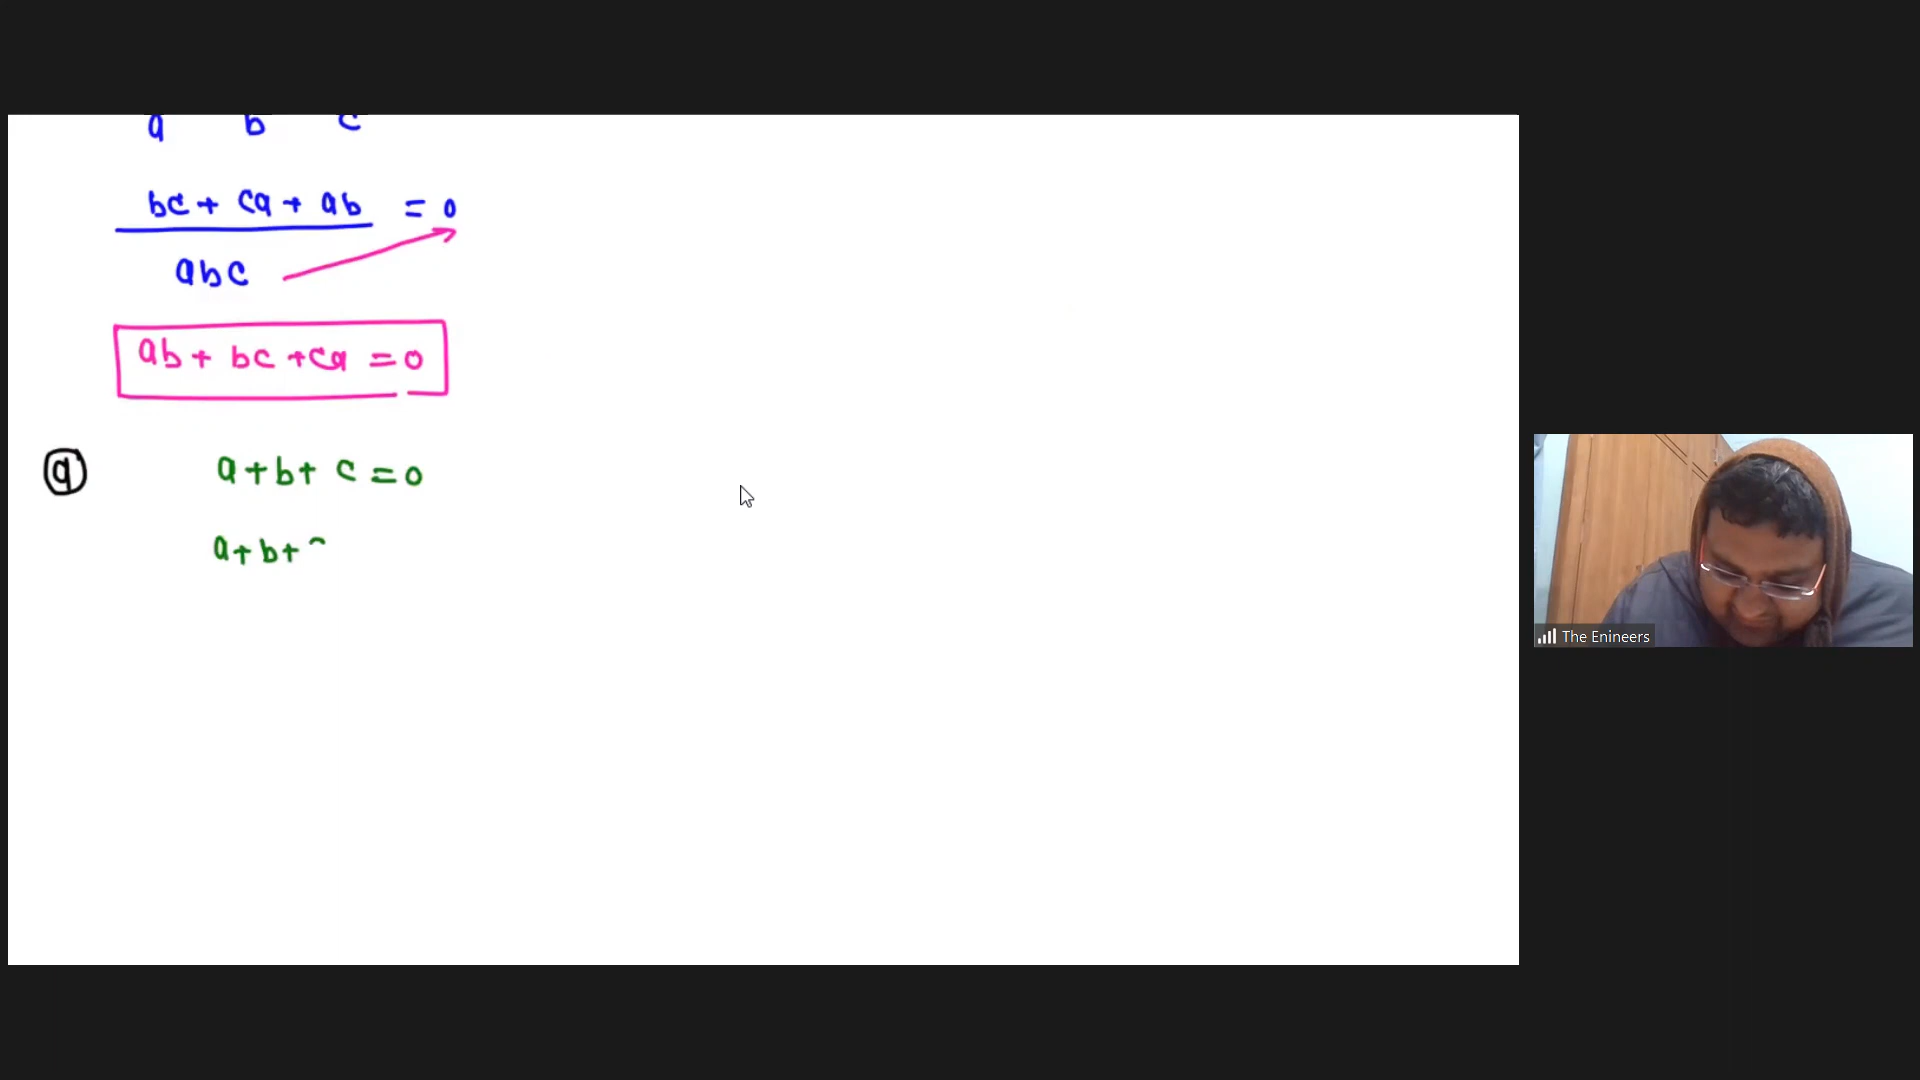 a b c
bc + ca + ab = 0
abc
ab + bc + ca = 0
q a + b + c = 0
a + b +
The Enineers